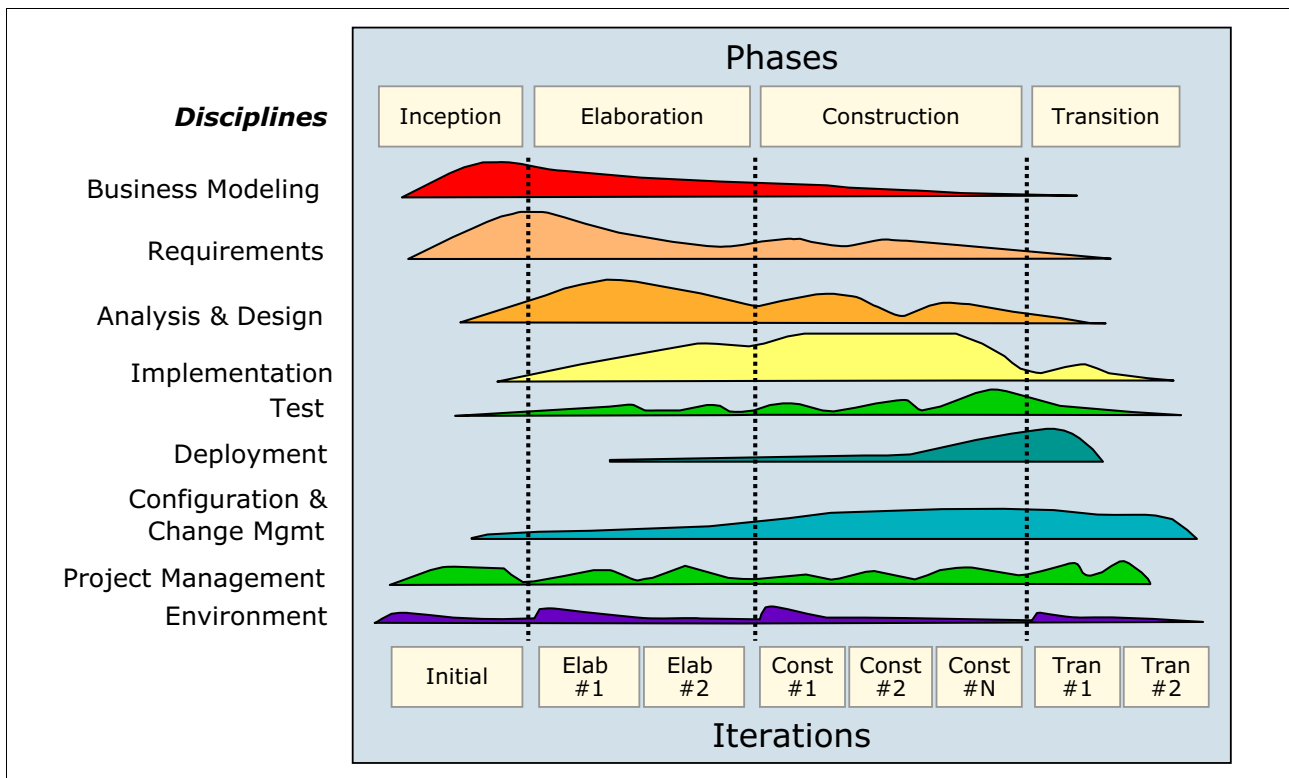 Phases
Disciplines
Inception
Elaboration
Construction
Transition
Business Modeling
Requirements
Analysis & Design
Implementation
Test
Deployment
Configuration &
Change Mgmt
Project Management
Environment
Initial
Elab
#1
Elab
#2
Const
#1
Const
#2
Const
#N
Tran
#1
Tran
#2
Iterations